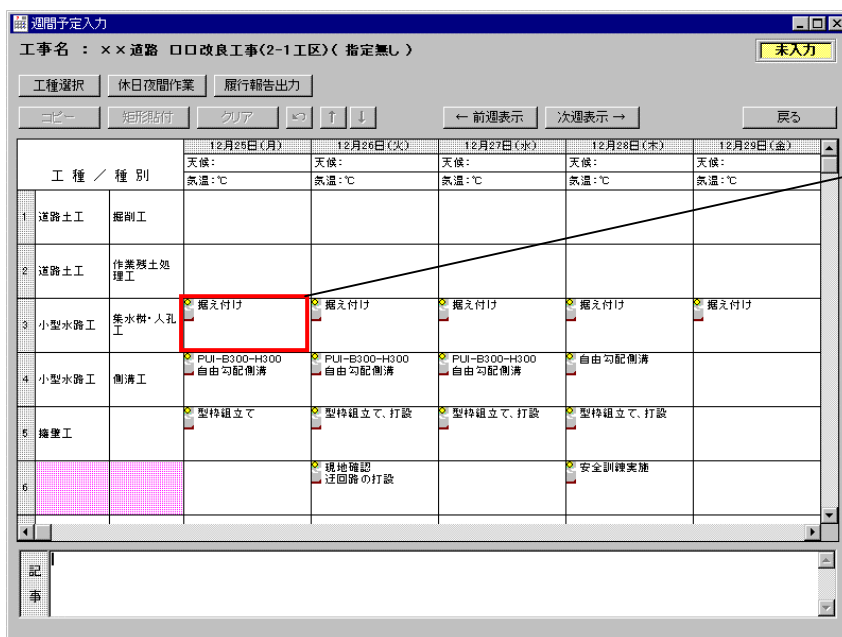 週間予定入力
工事名 : ××道路 口口改良工事(2-1工区)( 指定無し )
未入力
工種選択 休日夜間作業 履行報告出力
コピー 矩形貼付 クリア ↑ ↓ ← 前週表示 次週表示 → 戻る
工 種 / 種 別 12月25日(月) 12月26日(火) 12月27日(水) 12月28日(木) 12月29日(金)
天候: 天候: 天候: 天候: 天候:
気温:℃ 気温:℃ 気温:℃ 気温:℃ 気温:℃
1 道路土工 掘削工
2 道路土工 作業残土処
理工
3 小型水路工 集水桝・人孔 据え付け 据え付け 据え付け 据え付け 据え付け
工
4 小型水路工 側溝工 PUI-B300-H300 PUI-B300-H300 PUI-B300-H300 自由勾配側溝
自由勾配側溝 自由勾配側溝 自由勾配側溝
5 擁壁工 型枠組立て 型枠組立て、打設 型枠組立て、打設 型枠組立て、打設
6 現地確認 安全訓練実施
迂回路の打設
記
事